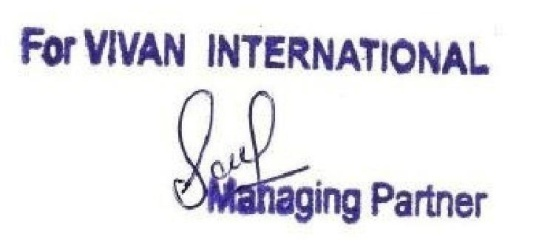 For VIVAN INTERNATIONAL
Managing Partner